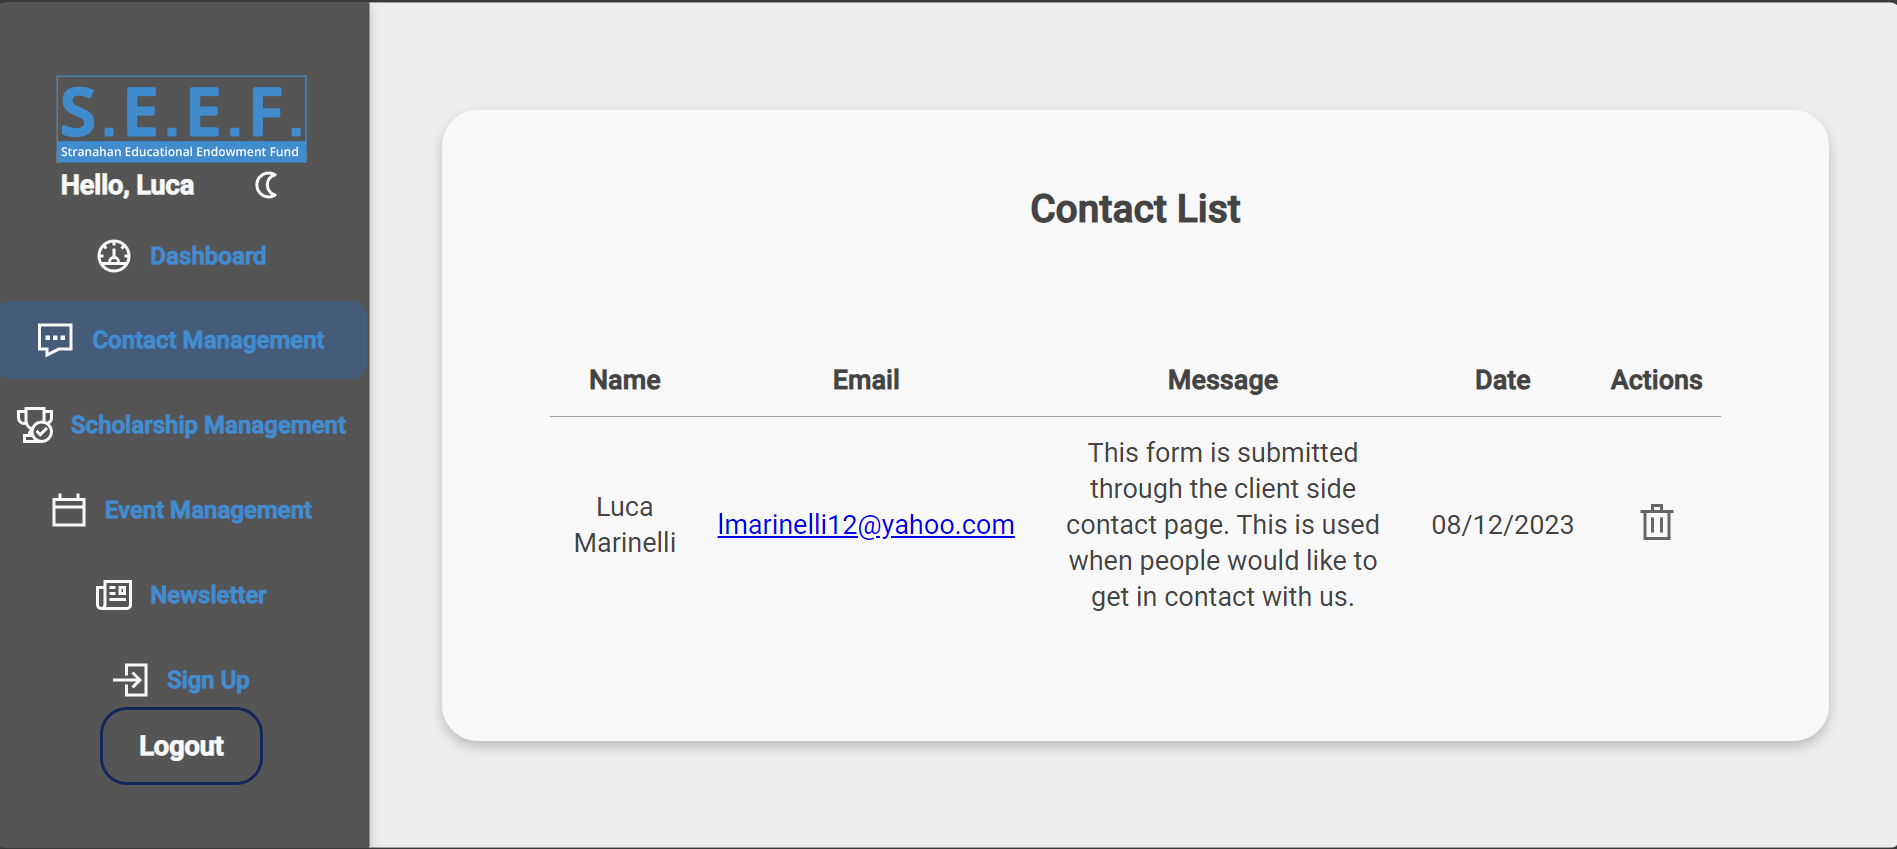 S.E.E.F.
Stranahan Educational Endowment Fund
Hello, Luca
Dashboard
Contact Management
Scholarship Management
Event Management
Newsletter
Sign Up
Logout
Contact List
Name Email Message Date Actions
Luca
Marinelli
lmarinelli12@yahoo.com
This form is submitted
through the client side
contact page. This is used
when people would like to
get in contact with us.
08/12/2023